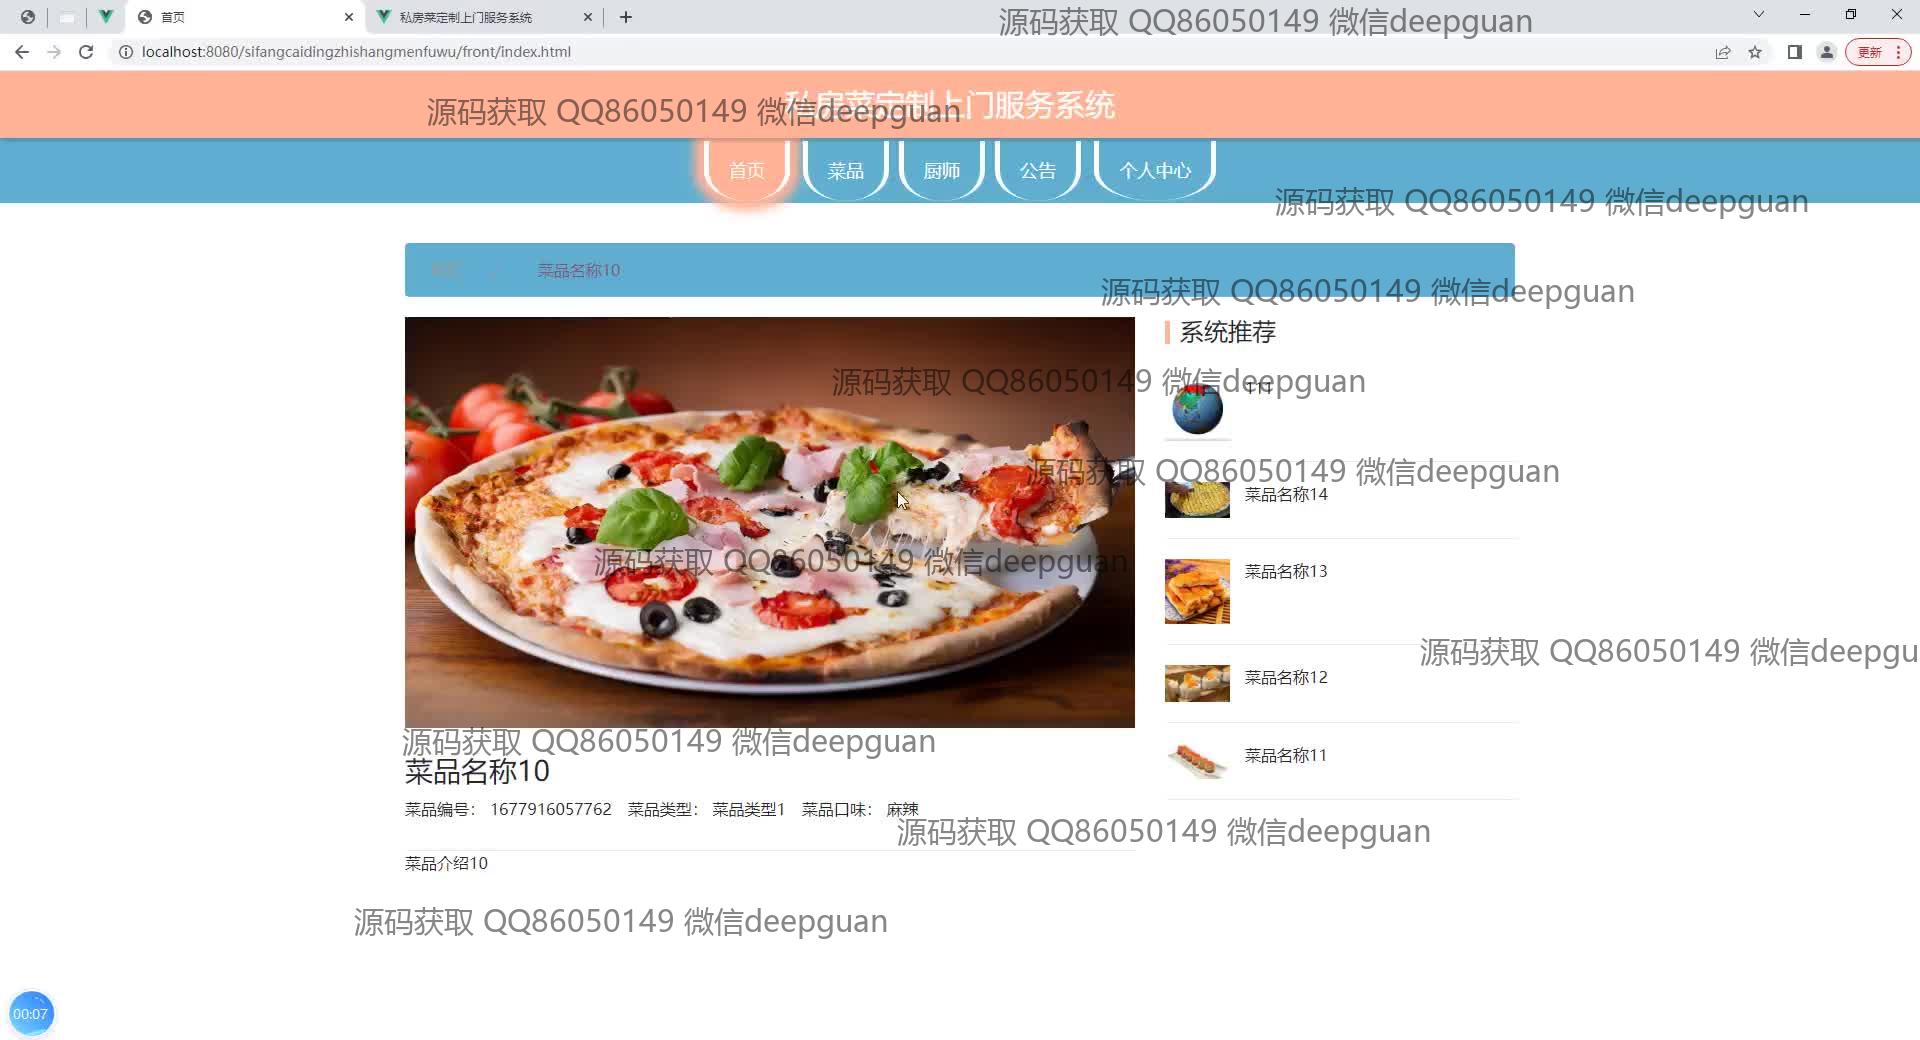 首页
私房菜定制上门服务系统
源码获取 QQ86050149 微信deepguan
localhost:8080/sifangcaidingzhishangmenfuwu/front/index.html
更新
私房菜定制上门服务系统
源码获取 QQ86050149 微信deepguan
首页
菜品
厨师
公告
个人中心
源码获取 QQ86050149 微信deepguan
菜品名称10
源码获取 QQ86050149 微信deepguan
系统推荐
源码获取 QQ86050149 微信deepguan
111
源码获取 QQ86050149 微信deepguan
菜品名称14
源码获取 QQ86050149 微信deepguan
菜品名称13
源码获取 QQ86050149 微信deepgu
菜品名称12
源码获取 QQ86050149 微信deepguan
菜品名称11
菜品名称10
菜品编号： 1677916057762 菜品类型： 菜品类型1 菜品口味： 麻辣
源码获取 QQ86050149 微信deepguan
菜品介绍10
源码获取 QQ86050149 微信deepguan
00:07